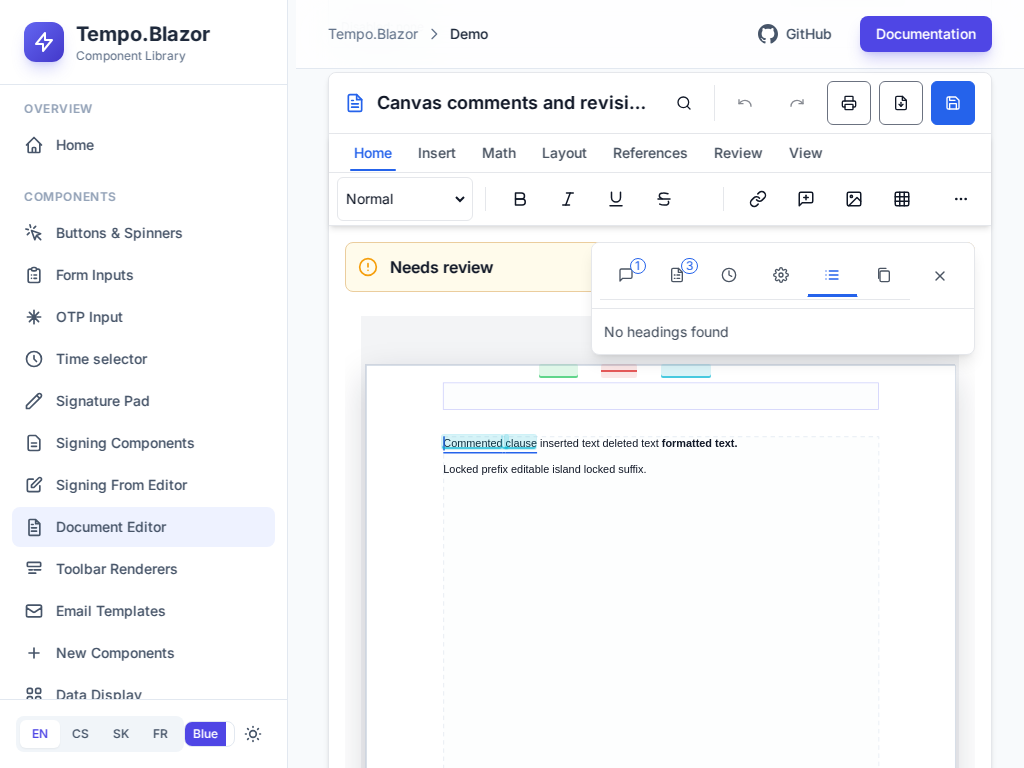 Tempo.Blazor
Component Library
OVERVIEW
Home
COMPONENTS
Buttons & Spinners
Form Inputs
OTP Input
Time selector
Signature Pad
Signing Components
Signing From Editor
Document Editor
Toolbar Renderers
Email Templates
New Components
Data Display
EN CS SK FR Blue
Tempo.Blazor > Demo
GitHub
Documentation
Canvas comments and revisi...
Home Insert Math Layout References Review View
Normal
Needs review
1 3
No headings found
Commented clause inserted text deleted text formatted text.
Locked prefix editable island locked suffix.